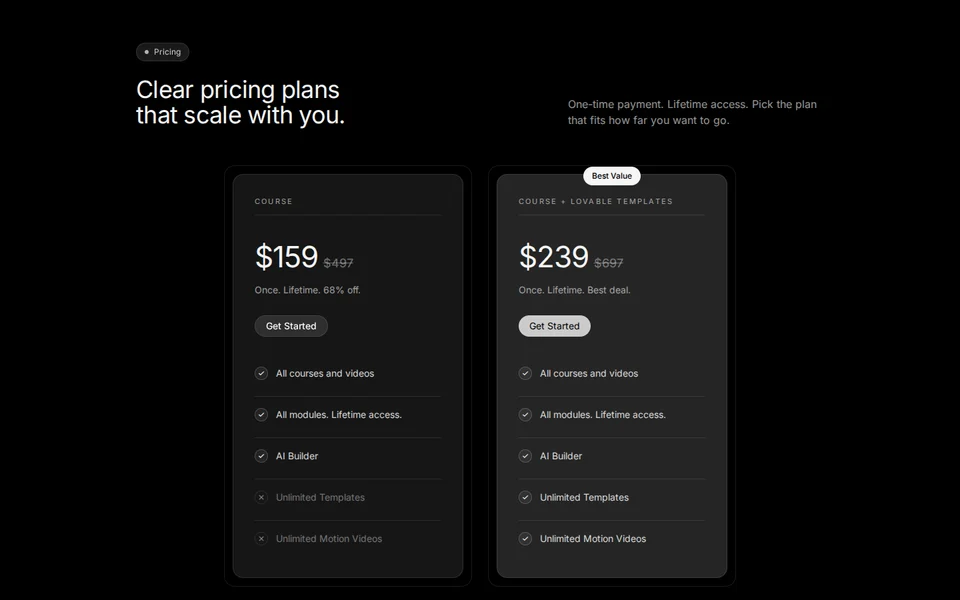 Pricing
Clear pricing plans
that scale with you.
One-time payment. Lifetime access. Pick the plan
that fits how far you want to go.
COURSE
$159 $497
Once. Lifetime. 68% off.
Get Started
All courses and videos
All modules. Lifetime access.
AI Builder
Unlimited Templates
Unlimited Motion Videos
Best Value
COURSE + LOVABLE TEMPLATES
$239 $697
Once. Lifetime. Best deal.
Get Started
All courses and videos
All modules. Lifetime access.
AI Builder
Unlimited Templates
Unlimited Motion Videos